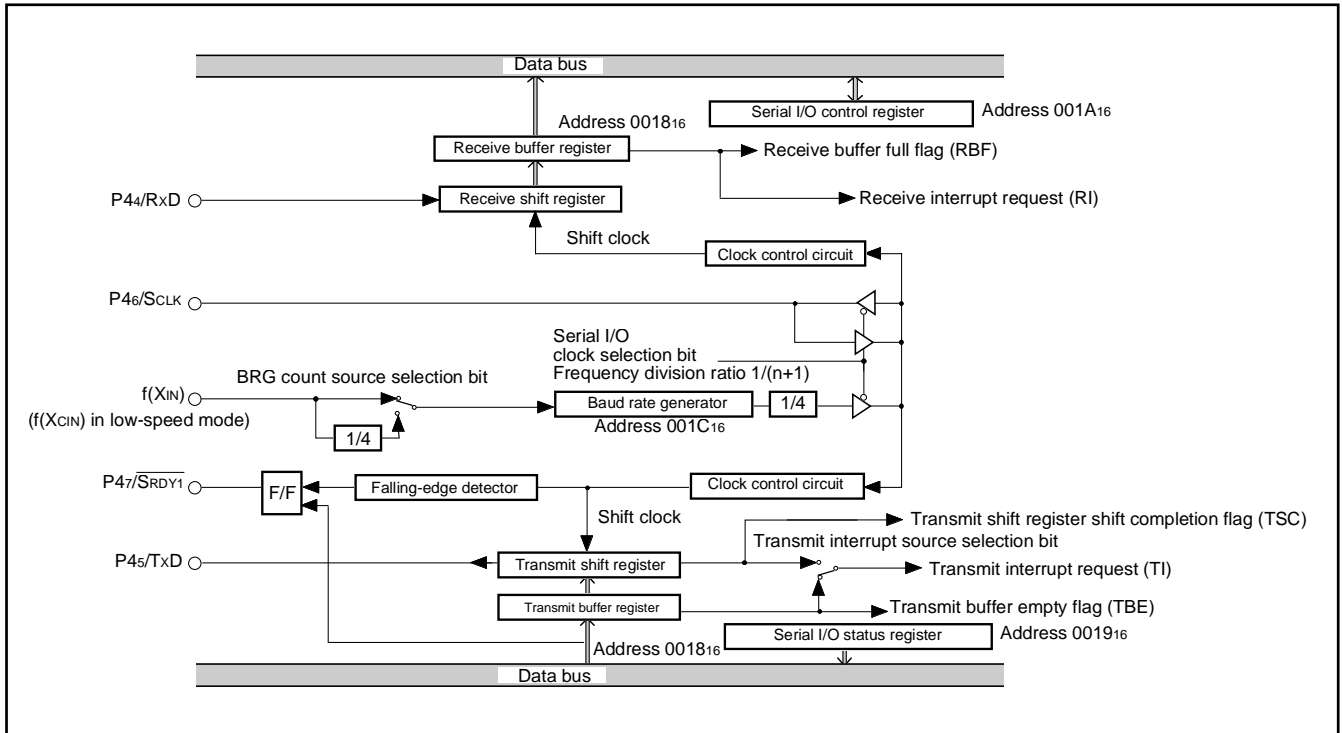 Data bus
Serial I/O control register
Address 001A16
Address 001816
Receive buffer register
Receive buffer full flag (RBF)
P44/RXD
Receive shift register
Receive interrupt request (RI)
Shift clock
Clock control circuit
P46/SCLK
Serial I/O
clock selection bit
Frequency division ratio 1/(n+1)
BRG count source selection bit
f(XIN)
(f(XCIN) in low-speed mode)
1/4
Baud rate generator
1/4
Address 001C16
P47/SRDY1
F/F
Falling-edge detector
Clock control circuit
Shift clock
Transmit shift register shift completion flag (TSC)
Transmit interrupt source selection bit
P45/TXD
Transmit shift register
Transmit interrupt request (TI)
Transmit buffer register
Transmit buffer empty flag (TBE)
Address 001816
Serial I/O status register
Address 001916
Data bus